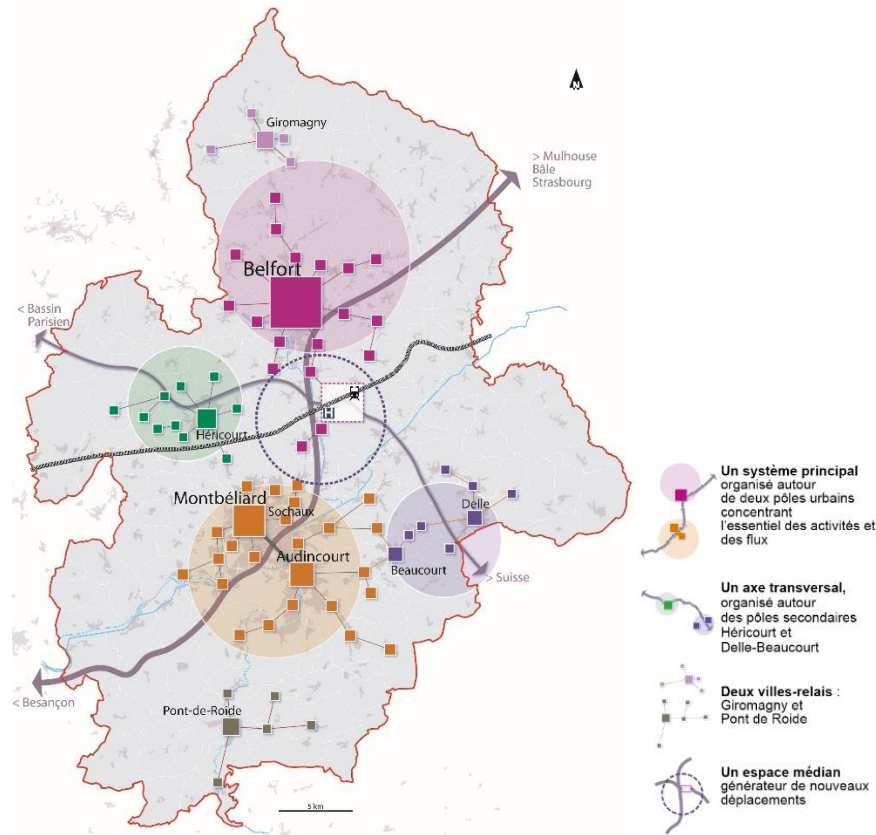 N
Giromagny
> Mulhouse
Bâle
Strasbourg
Belfort
< Bassin
Parisien
H
Héricourt
Montbéliard
Sochaux
Delle
Audincourt
Beaucourt
> Suisse
< Besançon
Pont-de-Roide
5 km
Un système principal
organisé autour
de deux pôles urbains
concentrant
l'essentiel des activités et
des flux
Un axe transversal,
organisé autour
des pôles secondaires
Héricourt et
Delle-Beaucourt
Deux villes-relais :
Giromagny et
Pont de Roide
Un espace médian
générateur de nouveaux
déplacements